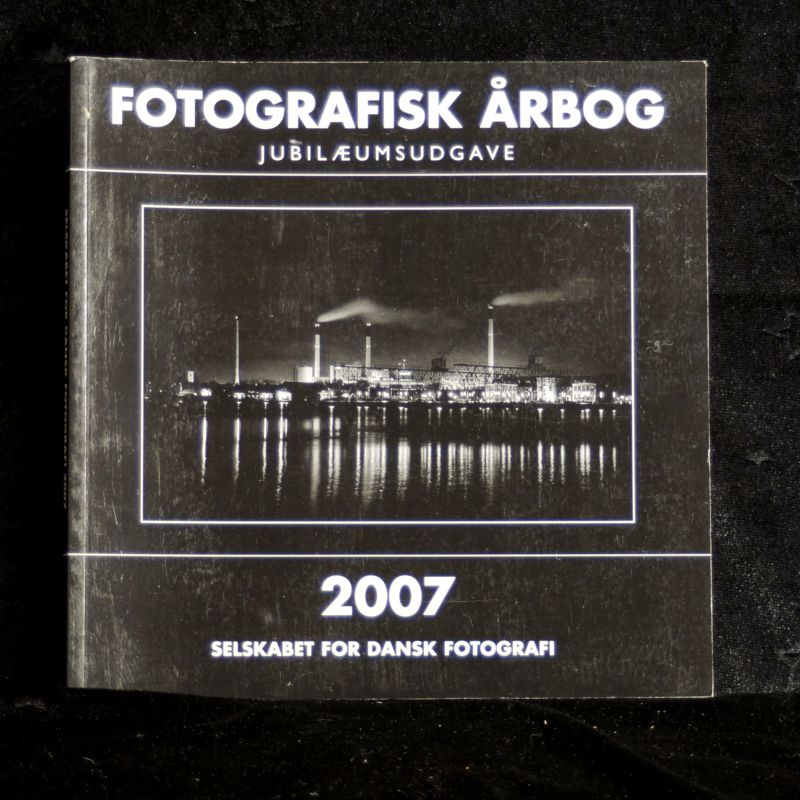 FOTOGRAFISK ÅRBOG
JUBILÆUMSUDGAVE
2007
SELSKABET FOR DANSK FOTOGRAFI